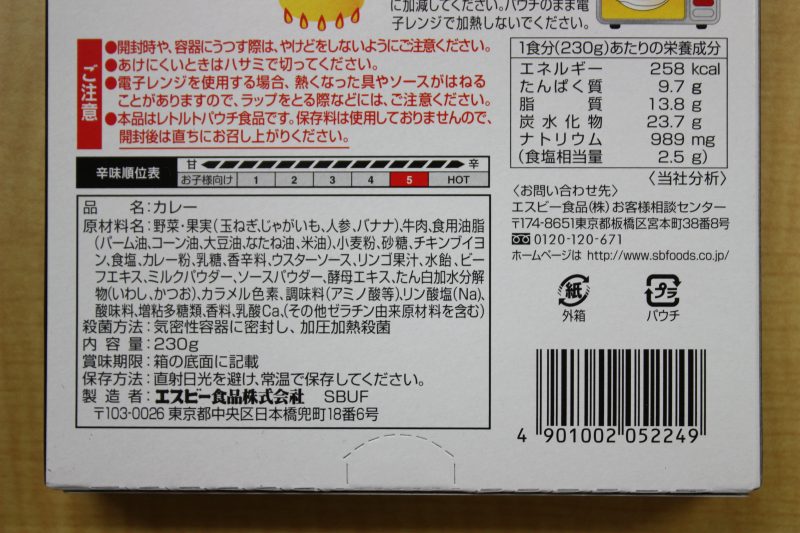 に加減してください。パウチのまま電
子レンジで加熱しないでください。
ご注意
●開封時や、容器にうつす際は、やけどをしないようにご注意ください。
●あけにくいときはハサミで切ってください。
●電子レンジを使用する場合、熱くなった具やソースがはねる
ことがありますので、ラップをとる際などには、ご注意ください。
●本品はレトルトパウチ食品です。保存料は使用しておりませんので、
開封後は直ちにお召し上がりください。
辛味順位表
甘 辛
お子様向け 1 2 3 4 5 HOT
品名:カレー
原材料名:野菜・果実(玉ねぎ,じゃがいも、人参、バナナ),牛肉,食用油脂
(パーム油,コーン油,大豆油,なたね油、米油),小麦粉,砂糖,チキンブイヨ
ン,食塩,カレー粉,乳糖,香辛料,ウスターソース,リンゴ果汁,水飴,ビー
フエキス,ミルクパウダー,ソースパウダー,酵母エキス,たん白加水分解
物(いわし、かつお),カラメル色素,調味料(アミノ酸等),リン酸塩(Na),
酸味料,増粘多糖類,香料,乳酸Ca,(その他ゼラチン由来原材料を含む)
殺菌方法:気密性容器に密封し、加圧加熱殺菌
内容量:230g
賞味期限:箱の底面に記載
保存方法:直射日光を避け、常温で保存してください。
製造者:エスビー食品株式会社 SBUF
〒103-0026 東京都中央区日本橋兜町18番6号
1食分(230g)あたりの栄養成分
エネルギー 258 kcal
たんぱく質 9.7 g
脂質 13.8 g
炭水化物 23.7 g
ナトリウム 989 mg
(食塩相当量 2.5 g)
〈当社分析〉
〈お問い合わせ先〉
エスビー食品(株)お客様相談センター
〒174-8651東京都板橋区宮本町38番8号
0120-120-671
ホームページは http://www.sbfoods.co.jp/
紙
外箱
プラ
パウチ
4 901002 052249